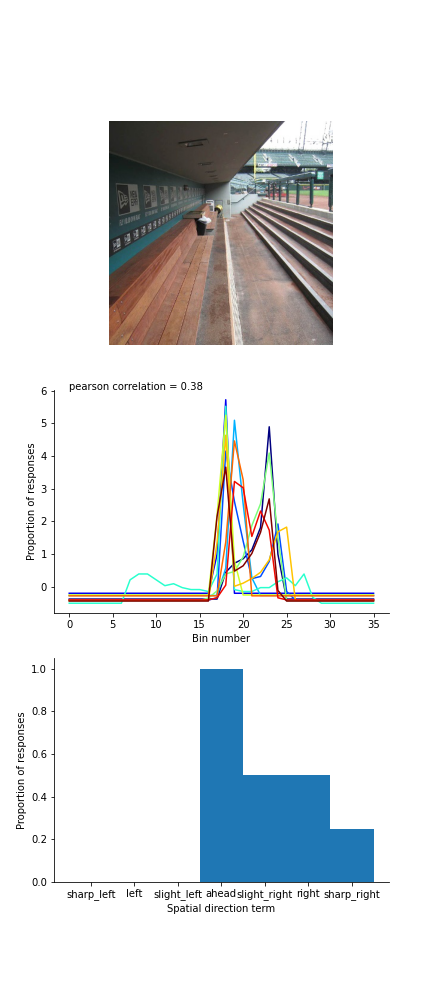 pearson correlation = 0.38
Proportion of responses
6
5
4
3
2
1
0
0 5 10 15 20 25 30 35
Bin number
Proportion of responses
1.0
0.8
0.6
0.4
0.2
0.0
sharp_left left slight_left ahead slight_right right sharp_right
Spatial direction term